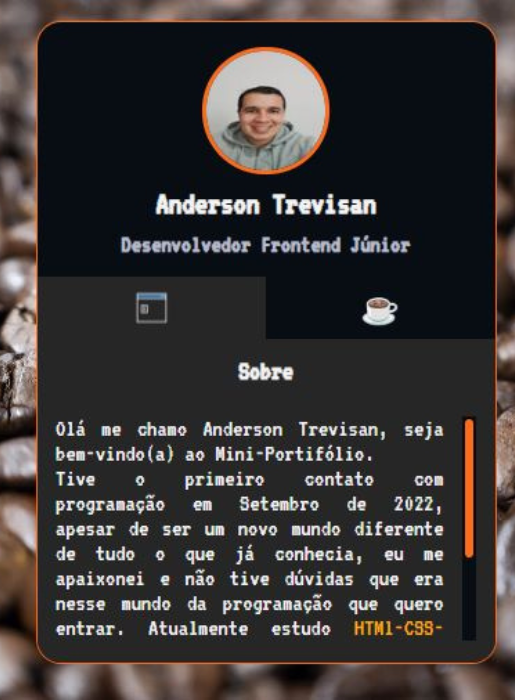 Anderson Trevisan
Desenvolvedor Frontend Júnior
Sobre
Olá me chamo Anderson Trevisan, seja
bem-vindo(a) ao Mini-Portifólio.
Tive o primeiro contato com
programação em Setembro de 2022,
apesar de ser um novo mundo diferente
de tudo o que já conhecia, eu me
apaixonei e não tive dúvidas que era
nesse mundo da programação que quero
entrar. Atualmente estudo HTMl-CSS-